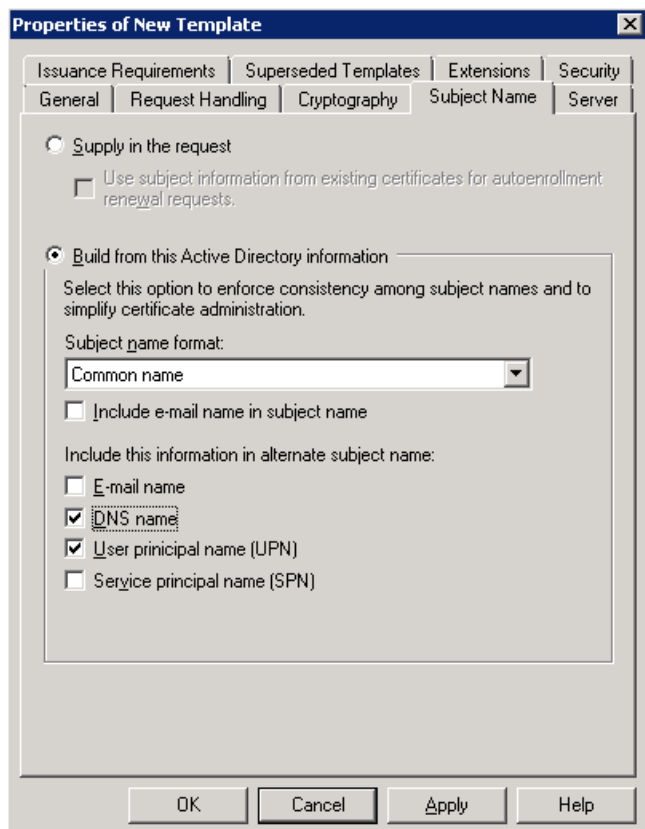 Properties of New Template
Issuance Requirements Superseded Templates Extensions Security
General Request Handling Cryptography Subject Name Server
Supply in the request
Use subject information from existing certificates for autoenrollment
renewal requests.
Build from this Active Directory information
Select this option to enforce consistency among subject names and to
simplify certificate administration.
Subject name format:
Common name
Include e-mail name in subject name
Include this information in alternate subject name:
E-mail name
DNS name
User prinicipal name (UPN)
Service principal name (SPN)
OK Cancel Apply Help